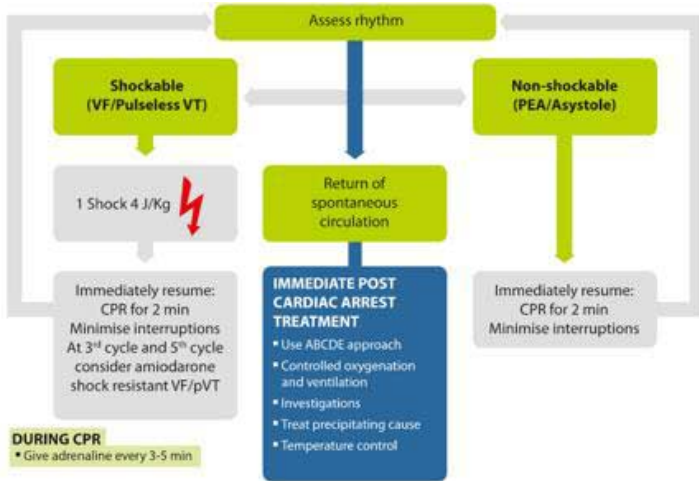 Assess rhythm
Shockable
(VF/Pulseless VT)
Non-shockable
(PEA/Asystole)
1 Shock 4 J/Kg
Return of
spontaneous
circulation
Immediately resume:
CPR for 2 min
Minimise interruptions
At 3rd cycle and 5th cycle
consider amiodarone
shock resistant VF/pVT
IMMEDIATE POST
CARDIAC ARREST
TREATMENT
▪ Use ABCDE approach
▪ Controlled oxygenation
and ventilation
▪ Investigations
▪ Treat precipitating cause
▪ Temperature control
Immediately resume:
CPR for 2 min
Minimise interruptions
DURING CPR
▪ Give adrenaline every 3-5 min